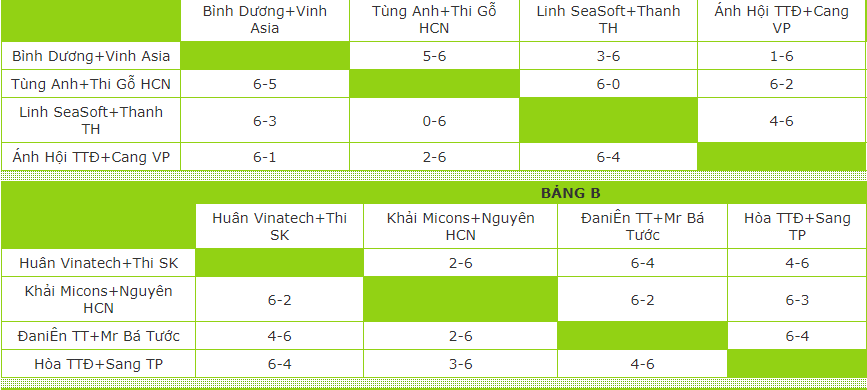 Bình Dương+Vinh Asia Tùng Anh+Thi Gỗ HCN Linh SeaSoft+Thanh TH Ánh Hội TTĐ+Cang VP
Bình Dương+Vinh Asia 5-6 3-6 1-6
Tùng Anh+Thi Gỗ HCN 6-5 6-0 6-2
Linh SeaSoft+Thanh TH 6-3 0-6 4-6
Ánh Hội TTĐ+Cang VP 6-1 2-6 6-4
BẢNG B
Huân Vinatech+Thi SK Khải Micons+Nguyên HCN ĐaniÊn TT+Mr Bá Tước Hòa TTĐ+Sang TP
Huân Vinatech+Thi SK 2-6 6-4 4-6
Khải Micons+Nguyên HCN 6-2 6-2 6-3
ĐaniÊn TT+Mr Bá Tước 4-6 2-6 6-4
Hòa TTĐ+Sang TP 6-4 3-6 4-6